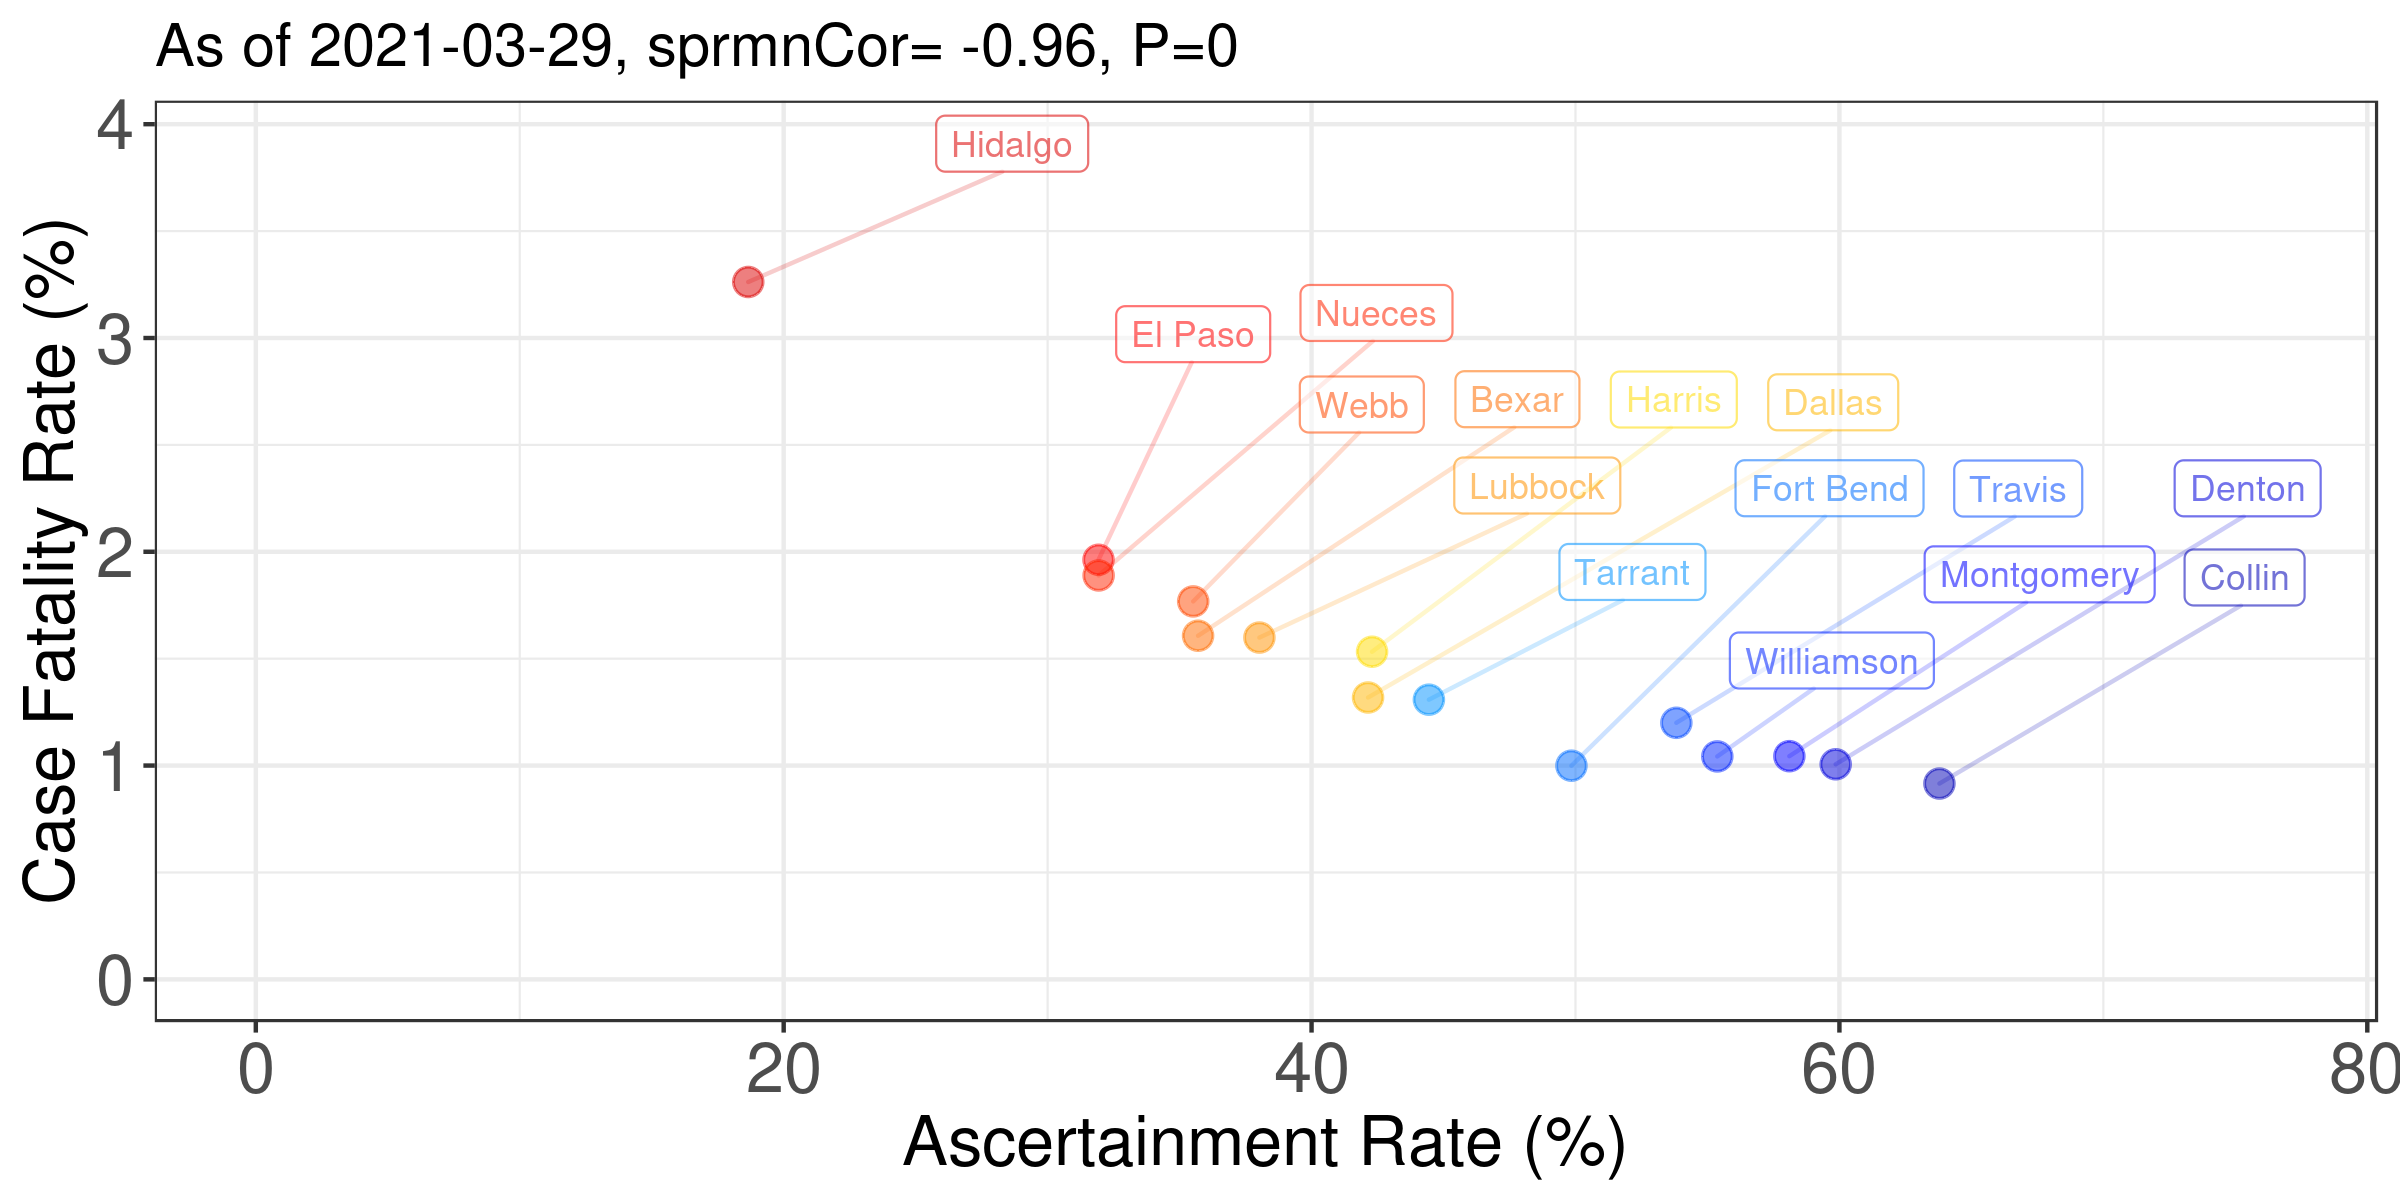 As of 2021-03-29, sprmnCor= -0.96, P=0
Case Fatality Rate (%)
4
3
2
1
0
Hidalgo
El Paso
Nueces
Webb
Bexar
Harris
Dallas
Lubbock
Fort Bend
Travis
Denton
Tarrant
Montgomery
Collin
Williamson
0
20
40
60
80
Ascertainment Rate (%)